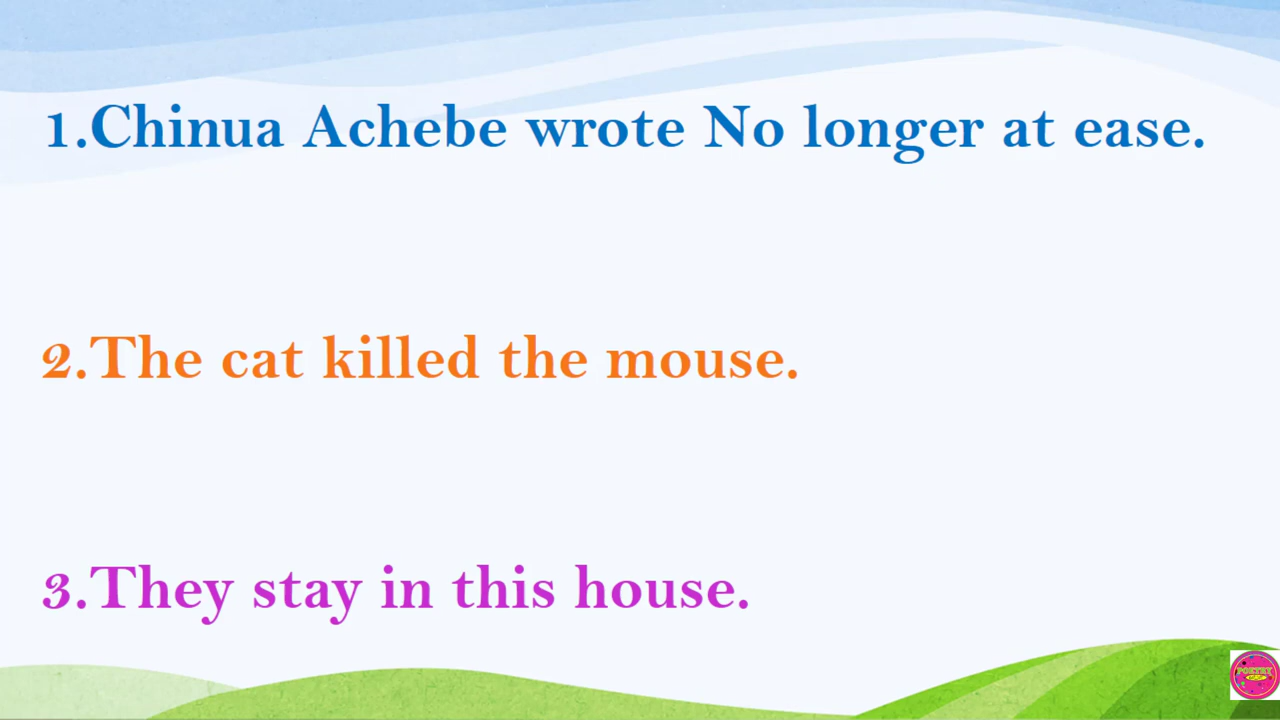 1.Chinua Achebe wrote No longer at ease.
2.The cat killed the mouse.
3.They stay in this house.
POETRY